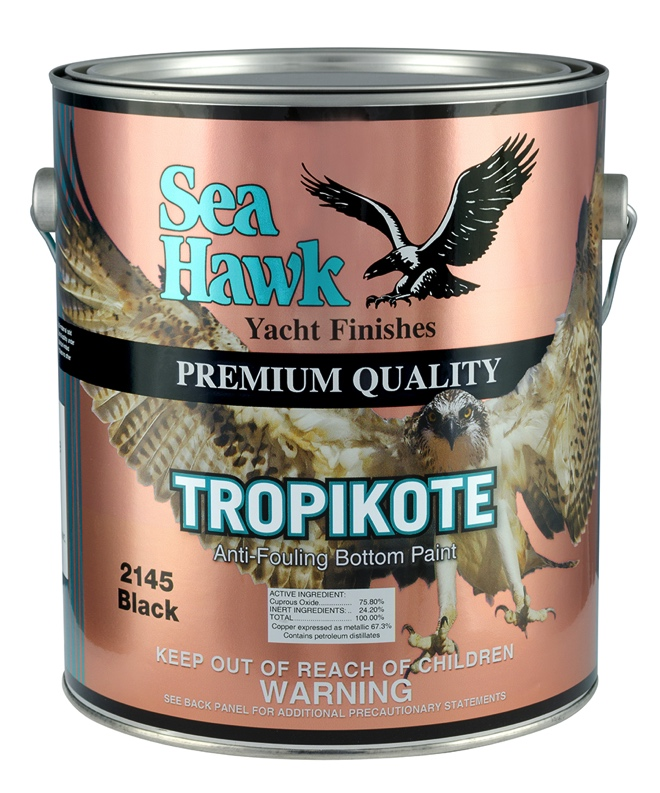 Sea
Hawk
Yacht Finishes
PREMIUM QUALITY
TROPIKOTE
Anti-Fouling Bottom Paint
2145
Black
ACTIVE INGREDIENT:
Cuprous Oxide............... 75.80%
INERT INGREDIENTS:.. 24.20%
TOTAL......................... 100.00%
Copper expressed as metallic 67.3%
Contains petroleum distillates
KEEP OUT OF REACH OF CHILDREN
WARNING
SEE BACK PANEL FOR ADDITIONAL PRECAUTIONARY STATEMENTS